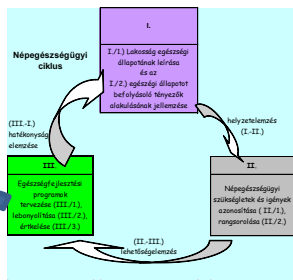 Népegészségügyi
ciklus
I.
I./1.) Lakosság egészségi
állapotának leírása
és az
I./2.) egészségi állapotot
befolyásoló tényezők
alakulásának jellemzése
(III.-I.)
hatékonyság
elemzése
helyzetelemzés
(I.-II.)
III.
Egészségfejlesztési
programok
tervezése (III./1.),
lebonyolítása (III./2.),
értékelése (III./3.)
II.
Népegészségügyi
szükségletek és igények
azonosítása ( II./1.),
rangsorolása (II./2.)
(II.-III.)
lehetőségelemzés